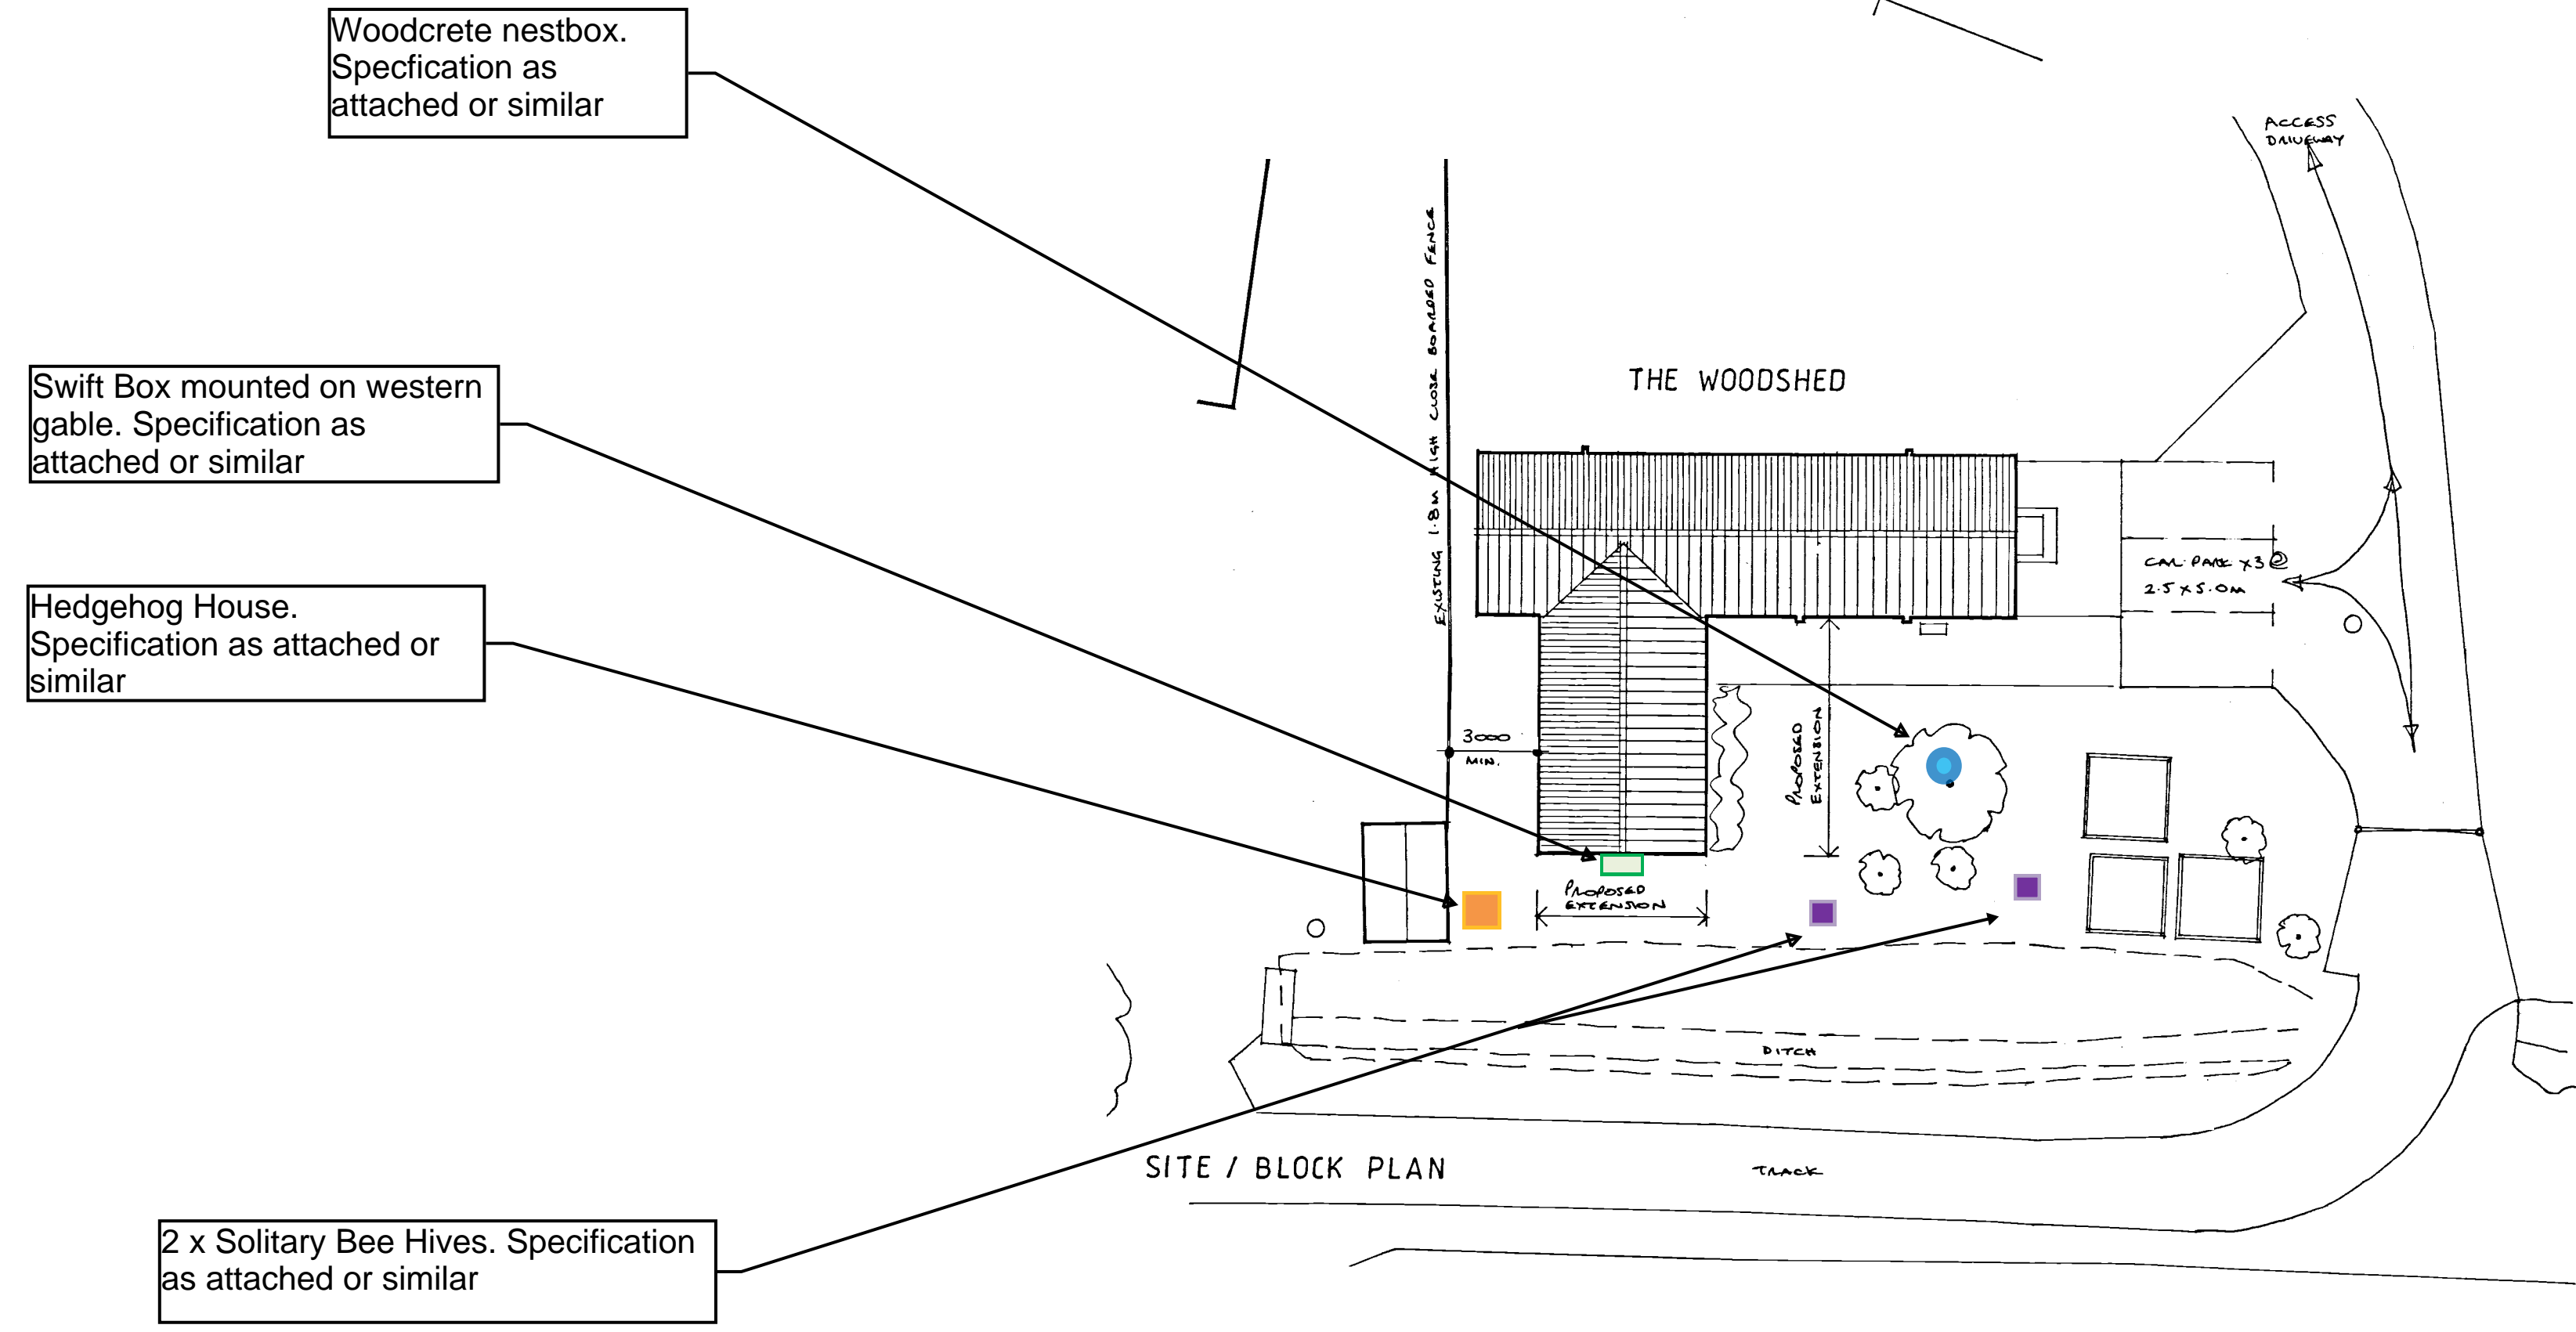 Woodcrete nestbox.
Specfication as
attached or similar
Swift Box mounted on western
gable. Specification as
attached or similar
Hedgehog House.
Specification as attached or
similar
2 x Solitary Bee Hives. Specification
as attached or similar
ACCESS
DRIVEWAY
EXISTING 1.8M HIGH CLOSE BOARDED FENCE
THE WOODSHED
CAR PARK X3 @
2.5 X 5.0M
3000
MIN.
PROPOSED
EXTENSION
PROPOSED
EXTENSION
DITCH
SITE / BLOCK PLAN
TRACK